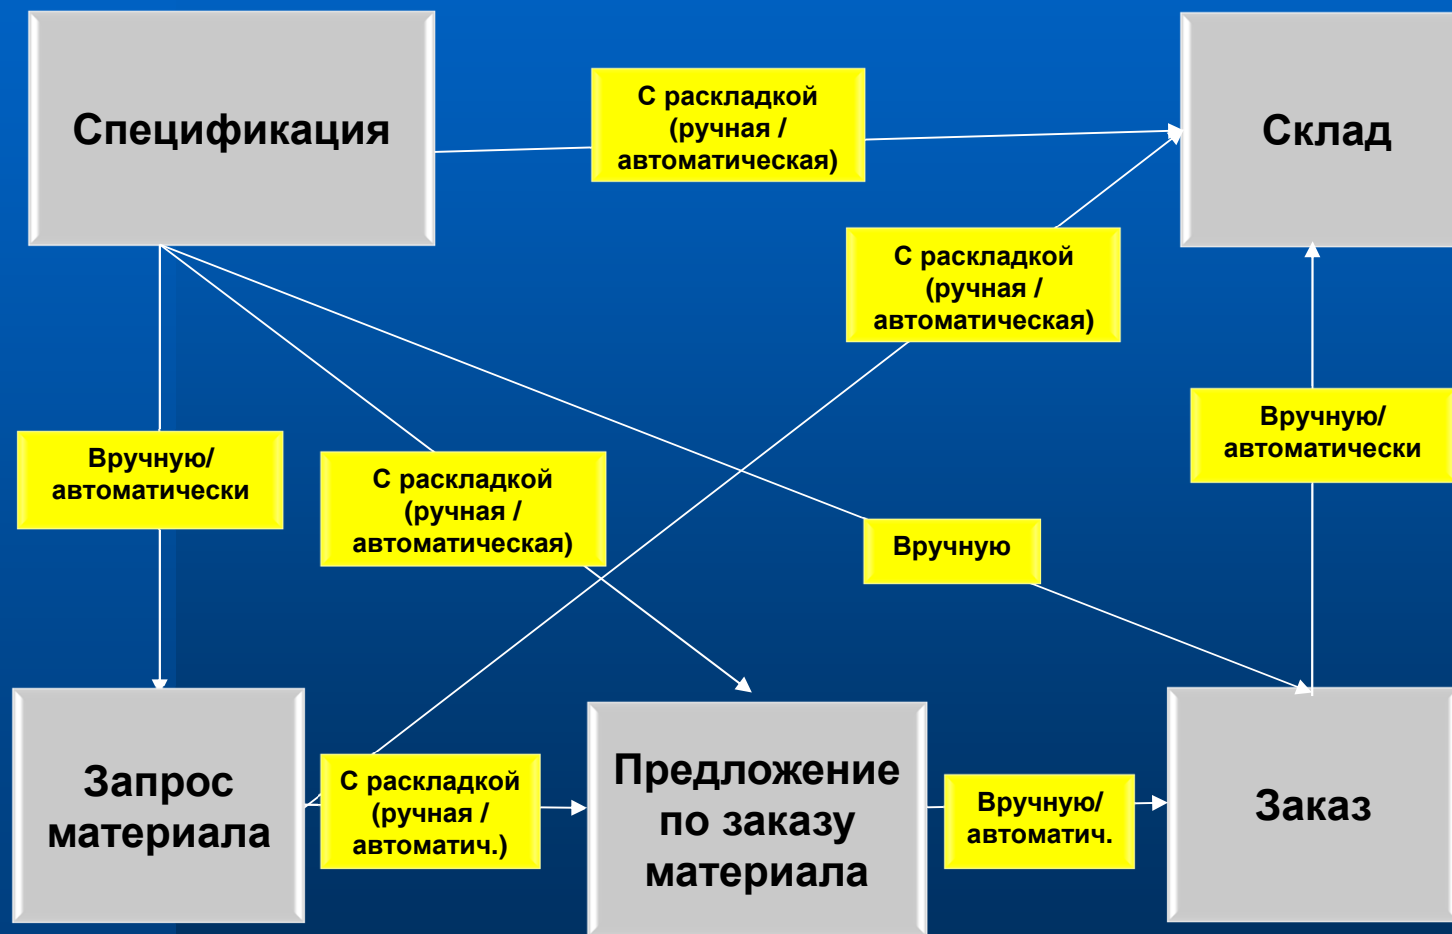 Спецификация
С раскладкой
(ручная /
автоматическая)
Склад
С раскладкой
(ручная /
автоматическая)
Вручную/
автоматически
Вручную/
автоматически
С раскладкой
(ручная /
автоматическая)
Вручную
Запрос
материала
С раскладкой
(ручная /
автоматич.)
Предложение
по заказу
материала
Вручную/
автоматич.
Заказ